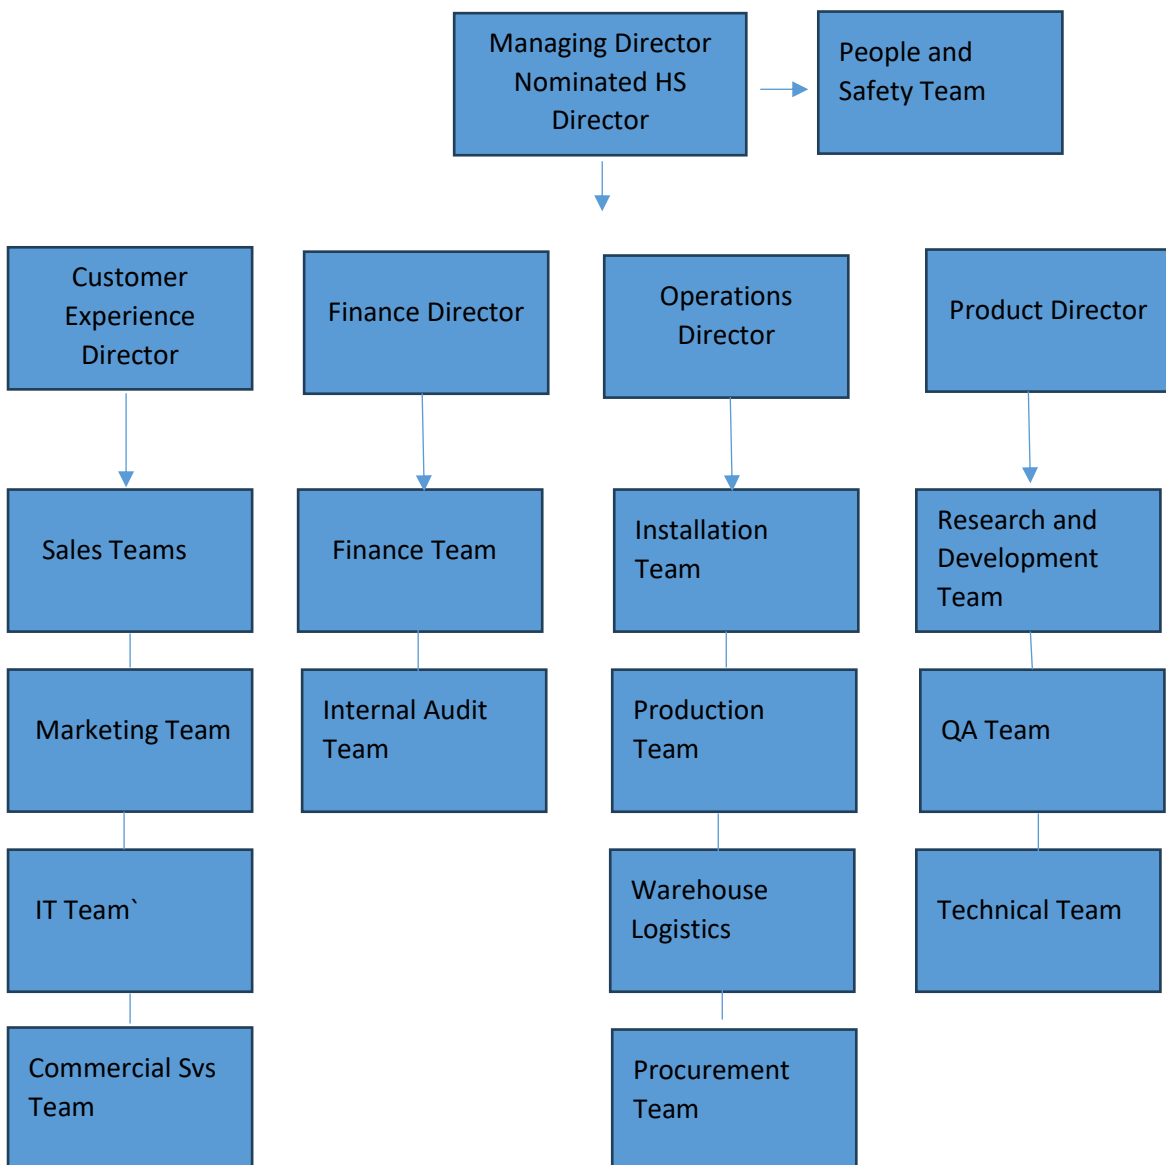 Managing Director
Nominated HS
Director
People and
Safety Team
Customer
Experience
Director
Finance Director
Operations
Director
Product Director
Sales Teams
Finance Team
Installation
Team
Research and
Development
Team
Marketing Team
Internal Audit
Team
Production
Team
QA Team
IT Team`
Warehouse
Logistics
Technical Team
Commercial Svs
Team
Procurement
Team